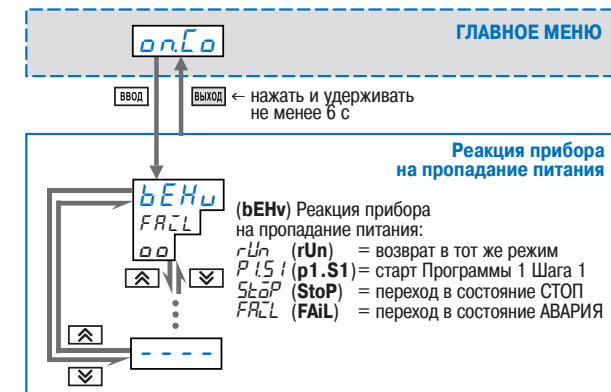 ГЛАВНОЕ МЕНЮ
on.Co
ВВОД
ВЫХОД ← нажать и удерживать
не менее 6 с
Реакция прибора
на пропадание питания
bEHv
FAiL
oo
(bEHv) Реакция прибора
на пропадание питания:
rUn (rUn) = возврат в тот же режим
P1.S1 (p1.S1) = старт Программы 1 Шага 1
StoP (StoP) = переход в состояние СТОП
FAiL (FAiL) = переход в состояние АВАРИЯ
- - - -